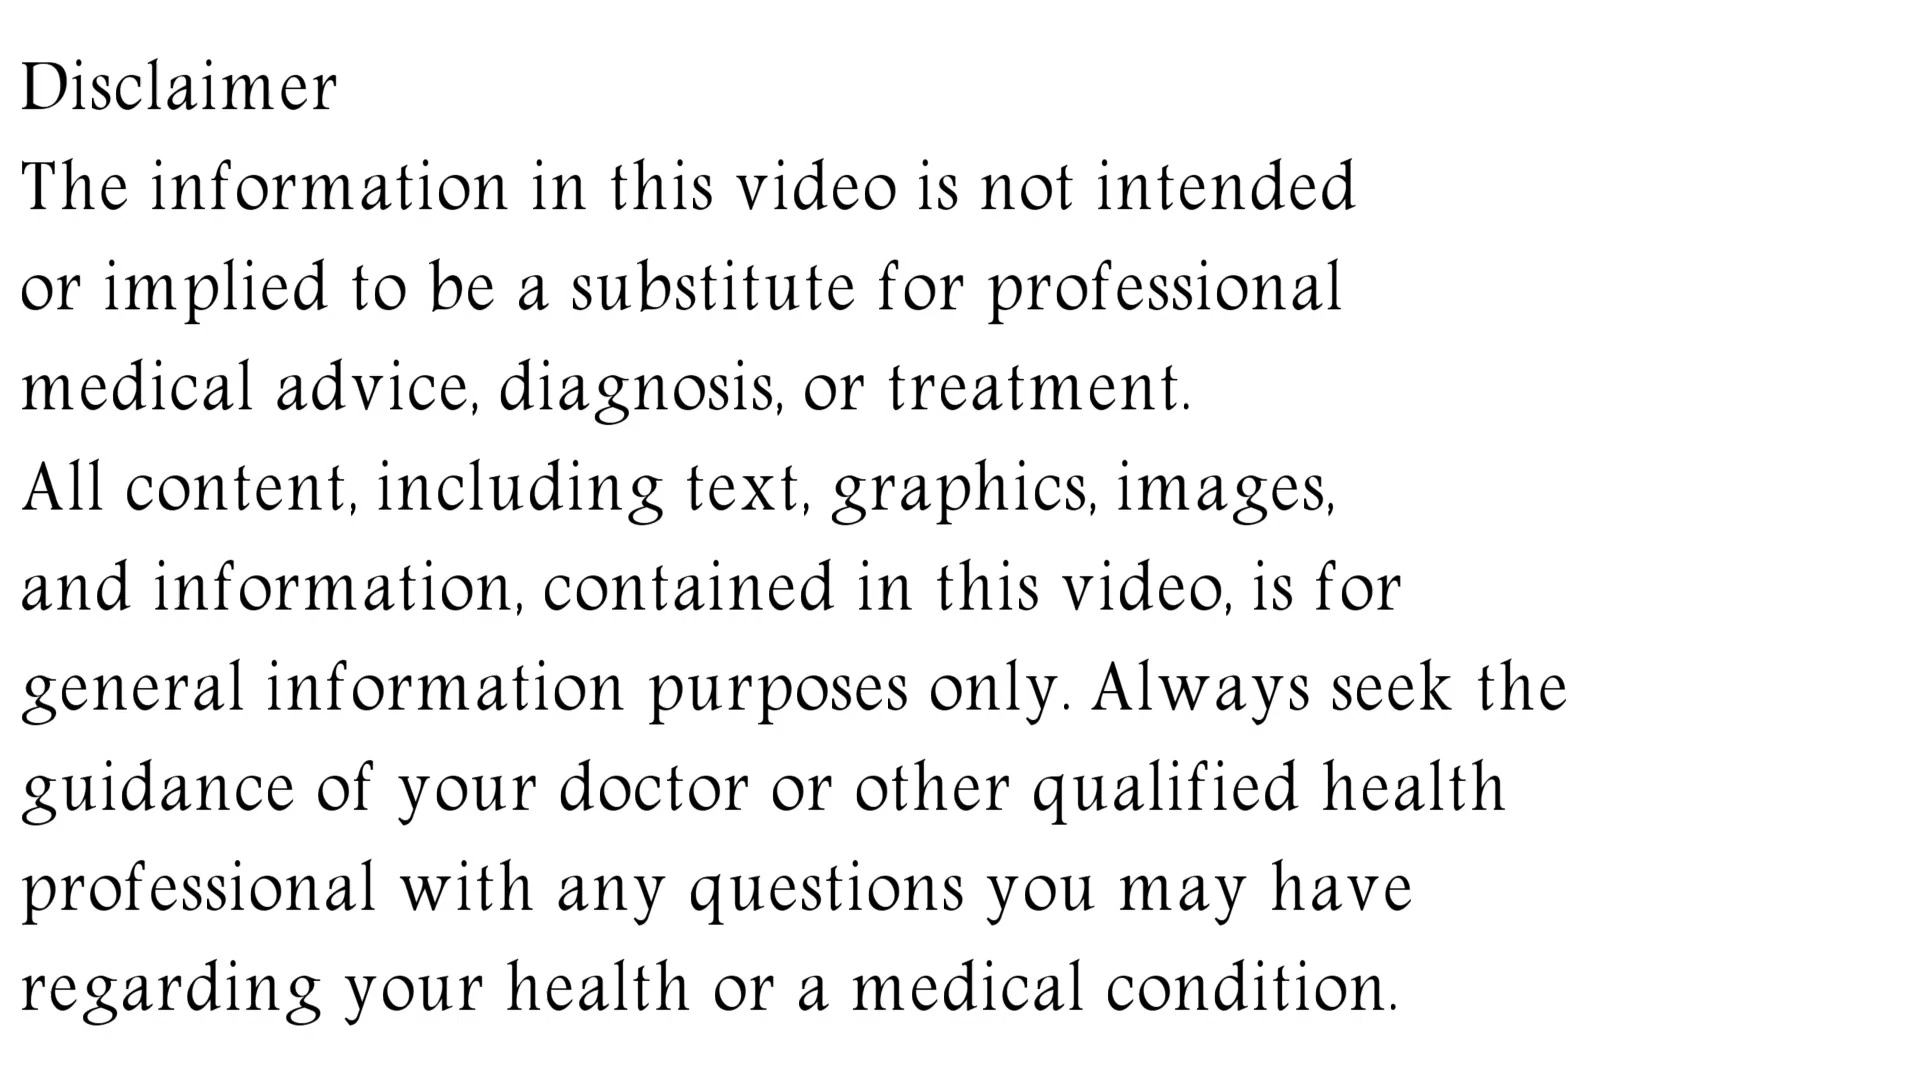 Disclaimer
The information in this video is not intended
or implied to be a substitute for professional
medical advice, diagnosis, or treatment.
All content, including text, graphics, images,
and information, contained in this video, is for
general information purposes only. Always seek the
guidance of your doctor or other qualified health
professional with any questions you may have
regarding your health or a medical condition.